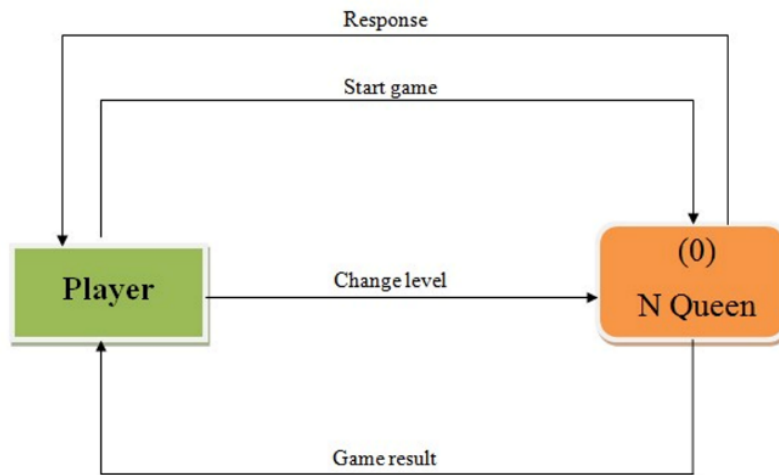 Response
Start game
(0)
Player
Change level
N Queen
Game result